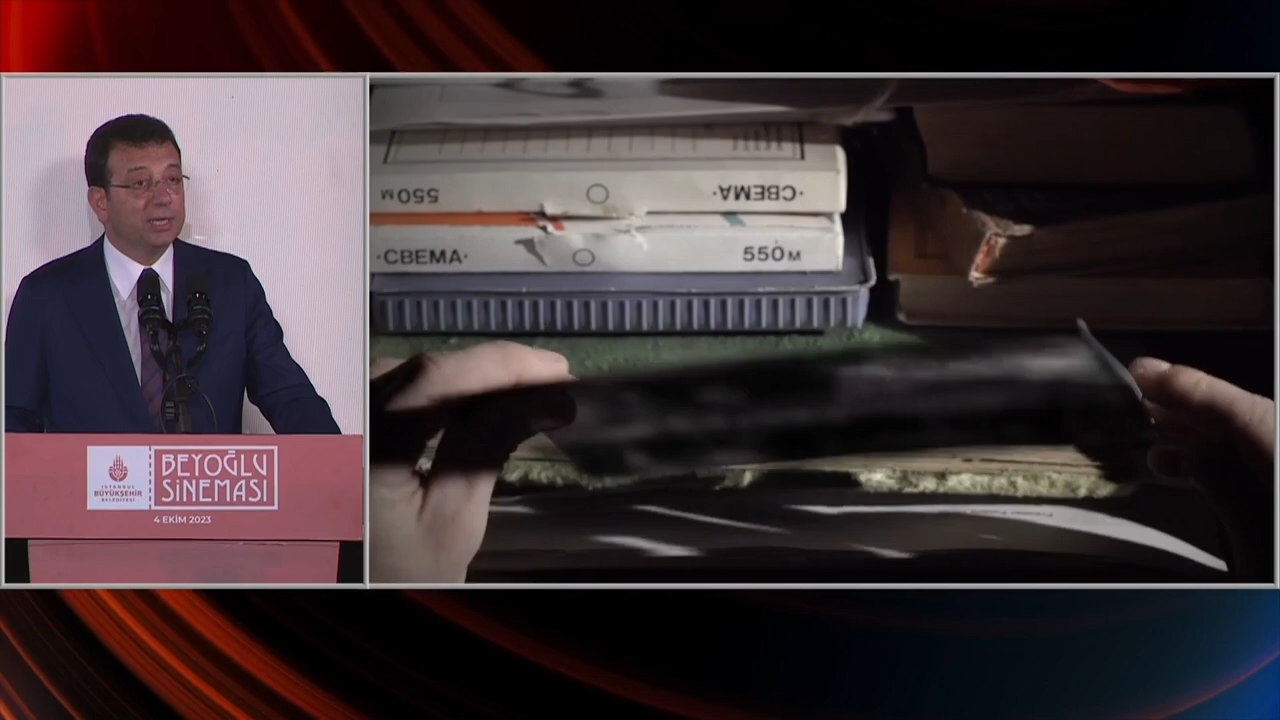 İSTANBUL
BÜYÜKŞEHİR
BELEDİYESİ
BEYOĞLU
SİNEMASI
4 EKİM 2023
550м
·СВЕМА·
·СВЕМА·
550м